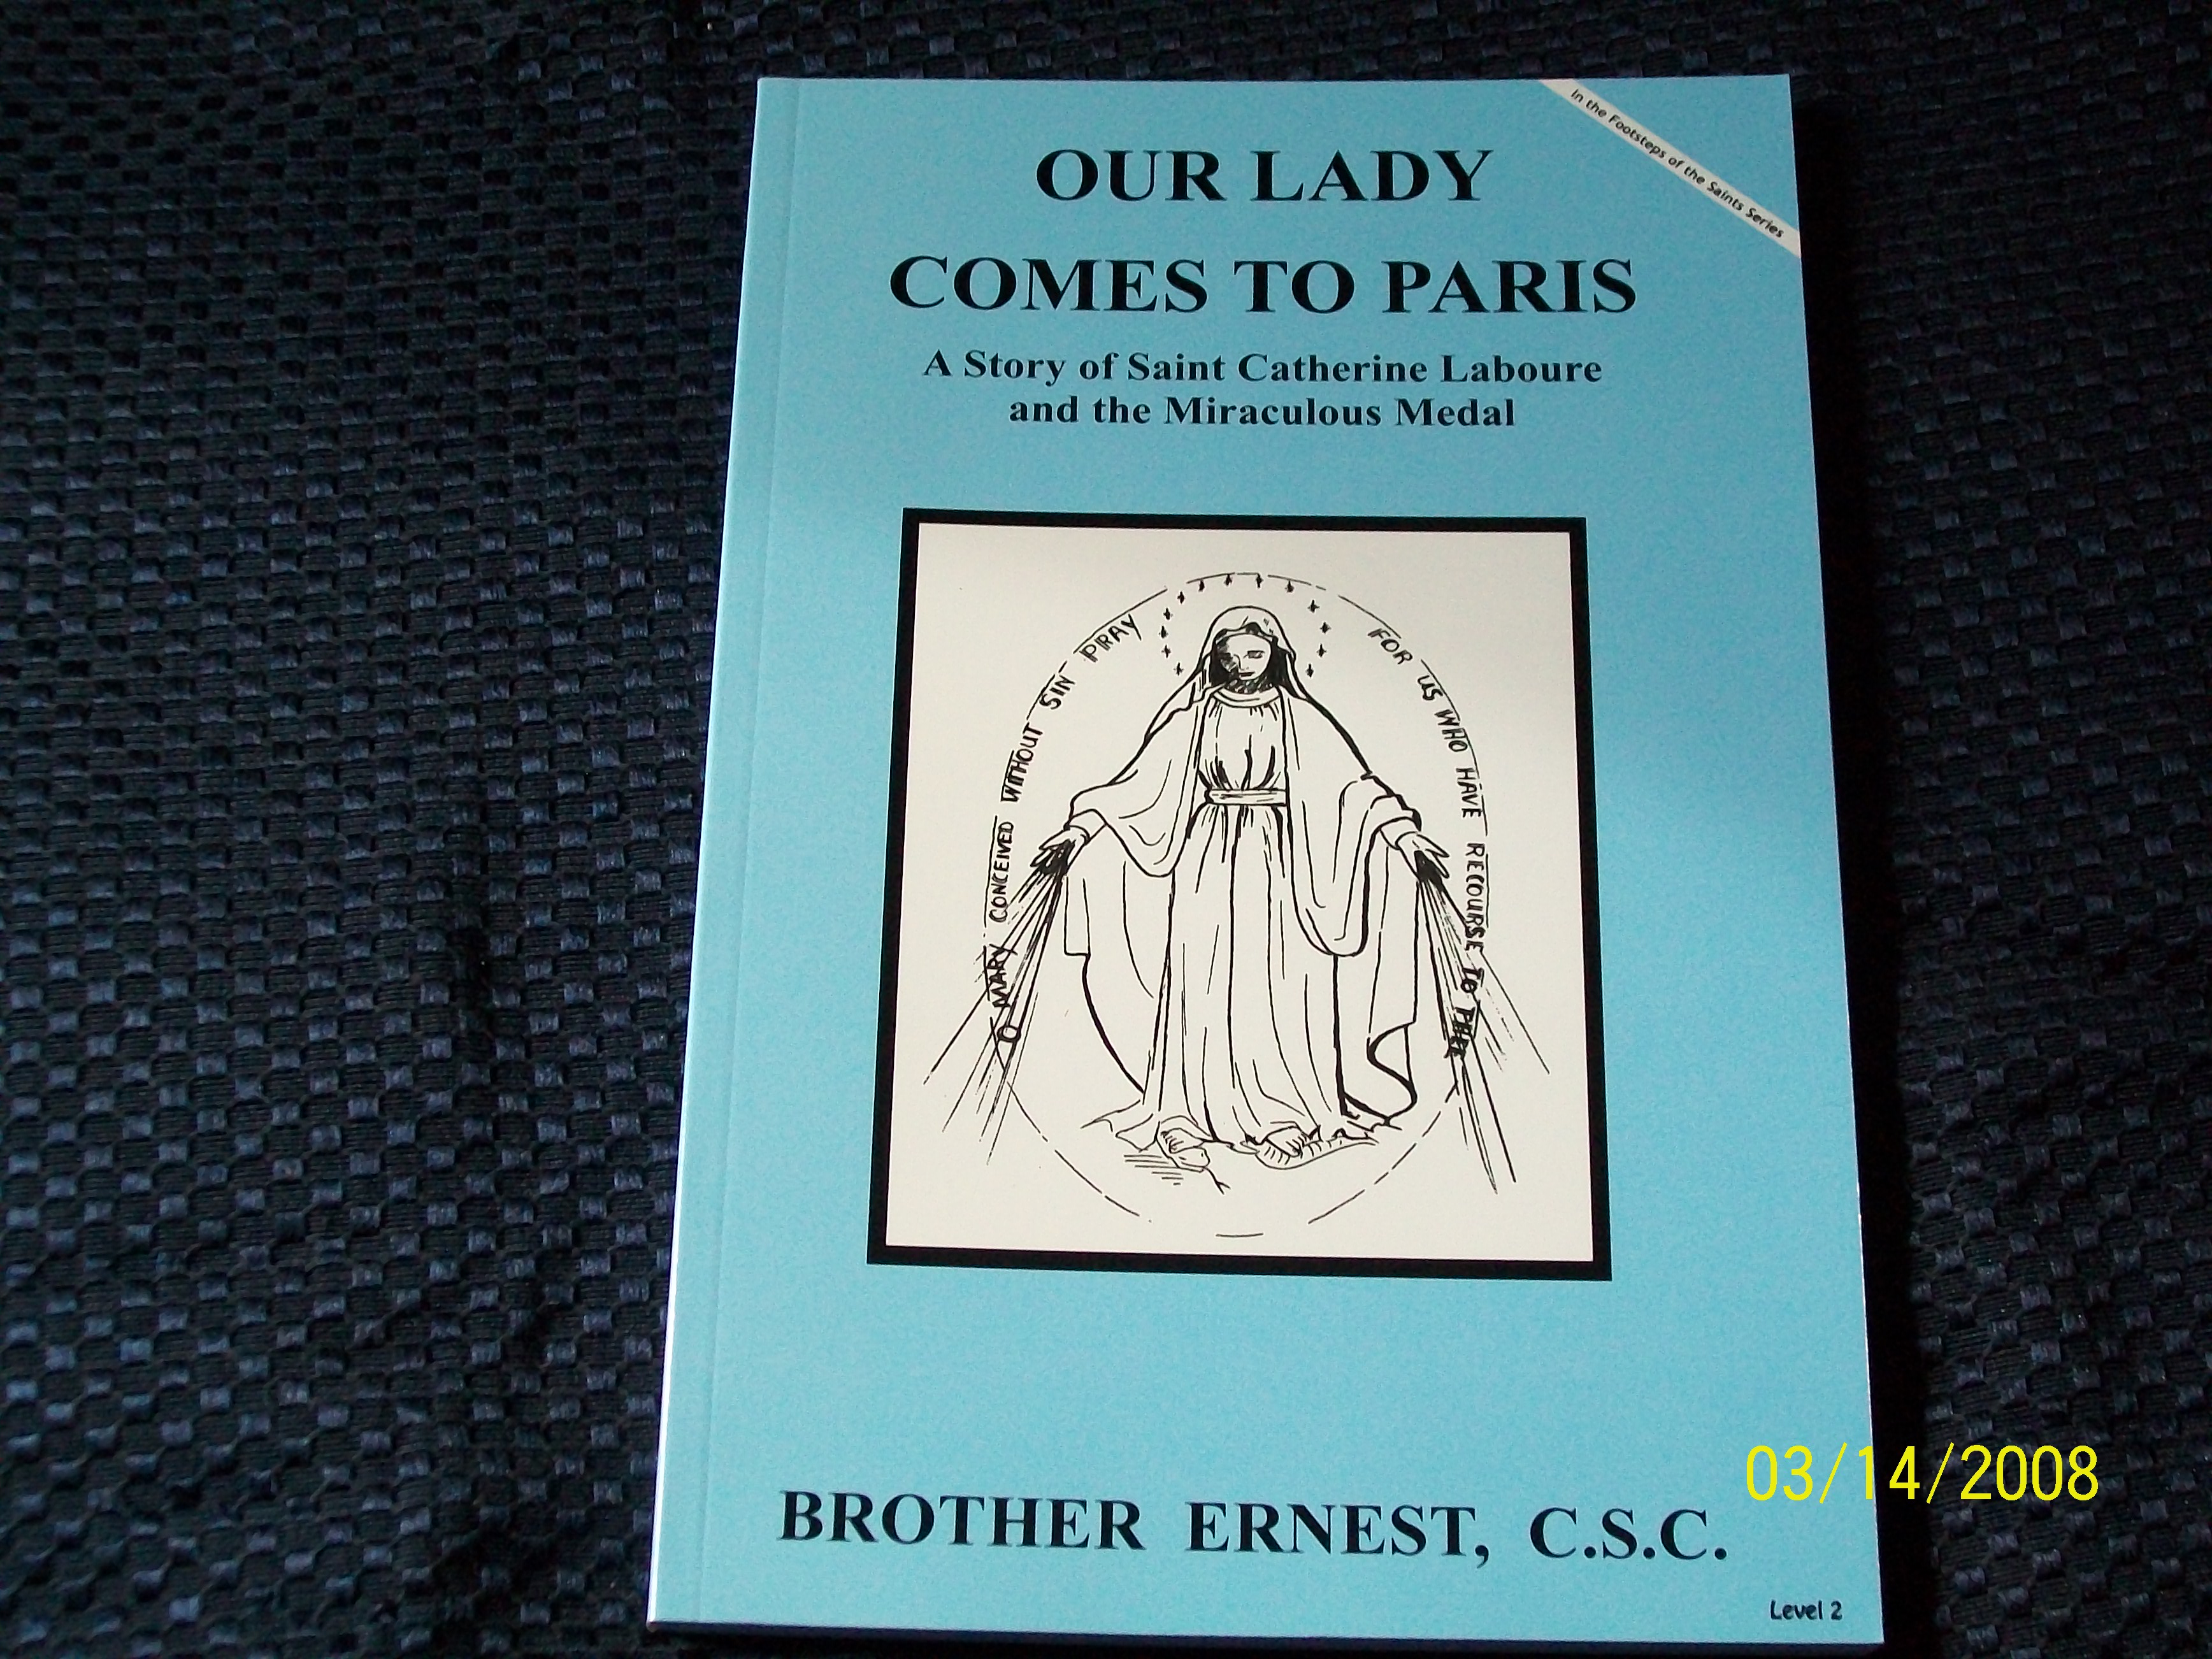 In the Footsteps of the Saints Series
OUR LADY
COMES TO PARIS
A Story of Saint Catherine Laboure
and the Miraculous Medal
O MARY CONCEIVED WITHOUT SIN PRAY
FOR US WHO HAVE RECOURSE TO THEE
03/14/2008
BROTHER ERNEST, C.S.C.
Level 2